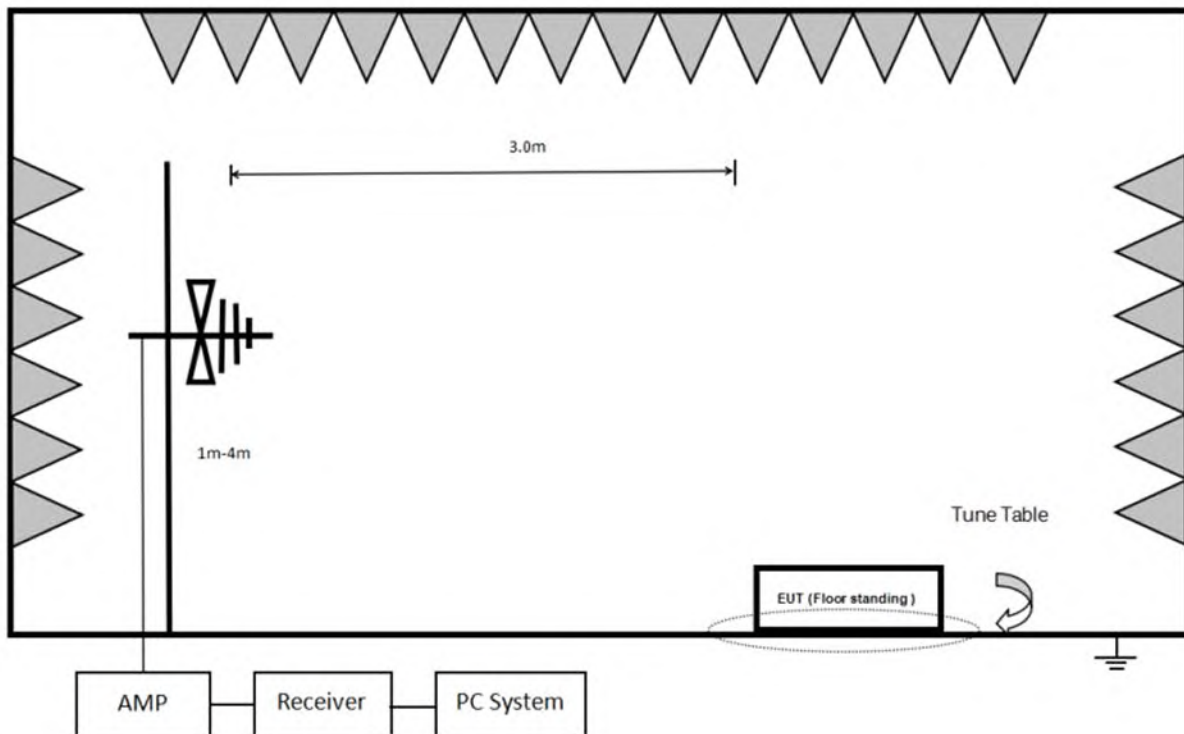 3.0m
1m-4m
Tune Table
EUT (Floor standing )
AMP
Receiver
PC System